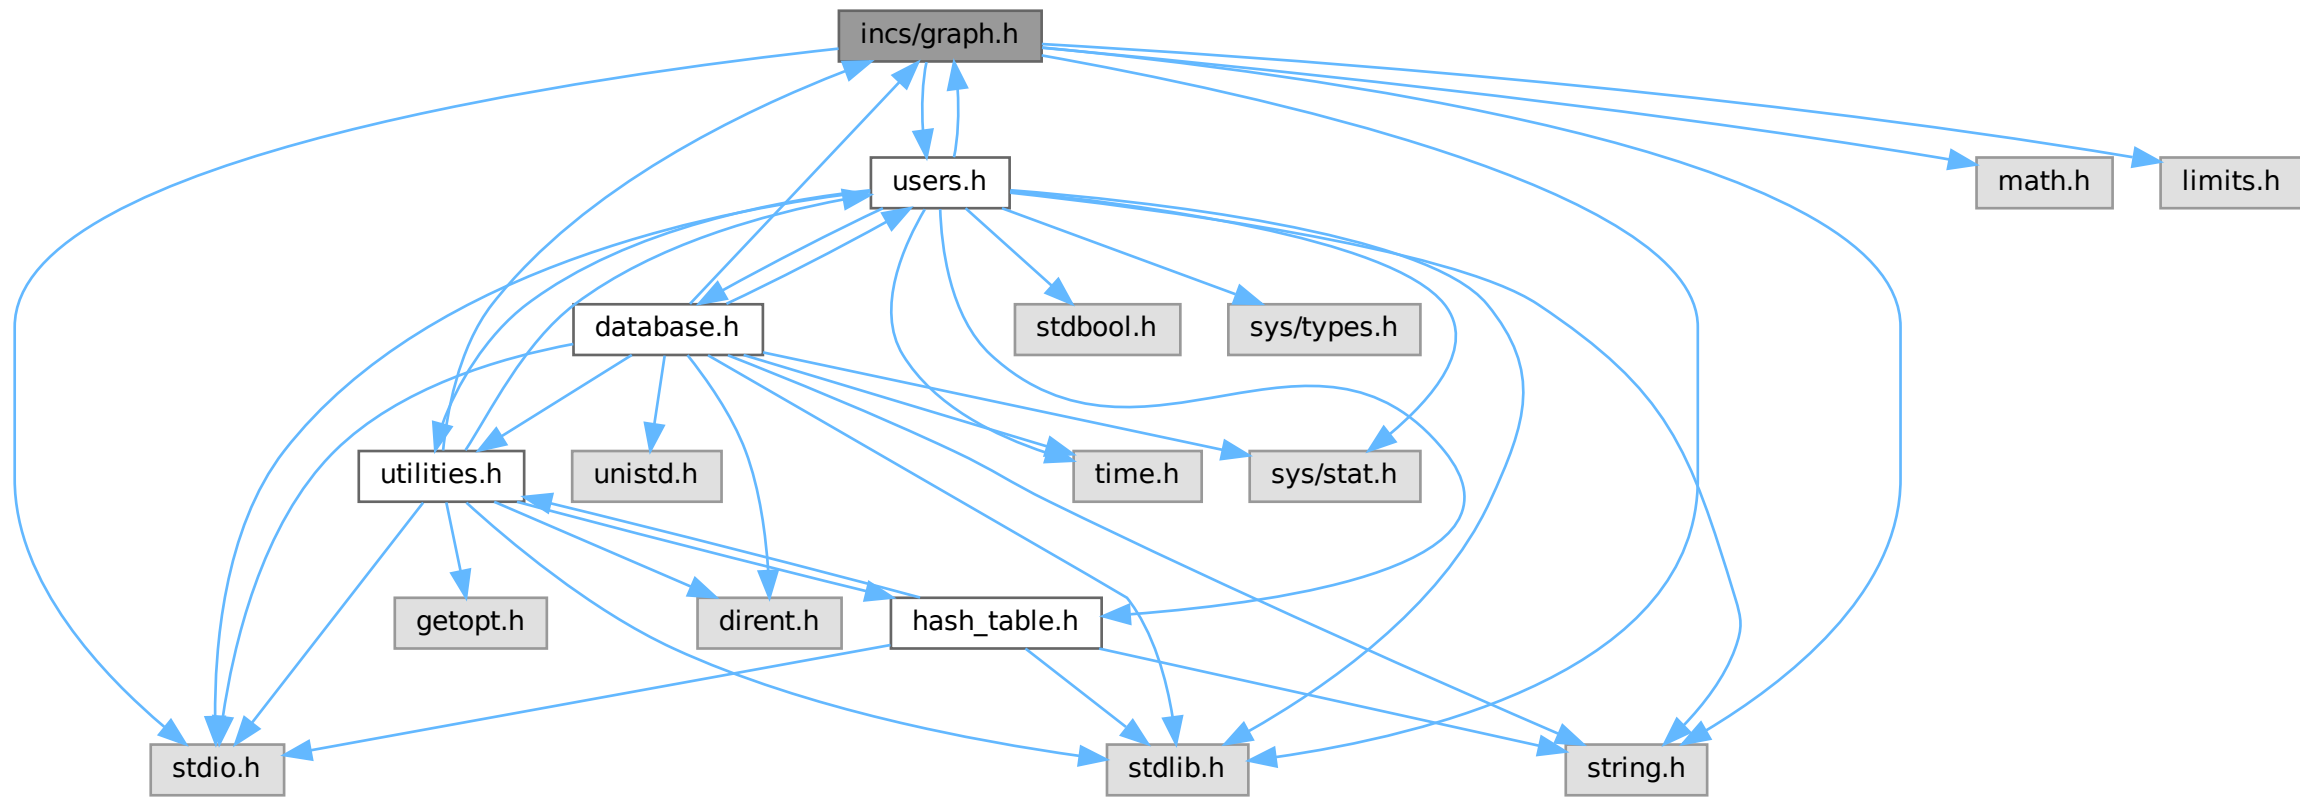 incs/graph.h
users.h
math.h
limits.h
database.h
stdbool.h
sys/types.h
utilities.h
unistd.h
time.h
sys/stat.h
getopt.h
dirent.h
hash_table.h
stdio.h
stdlib.h
string.h